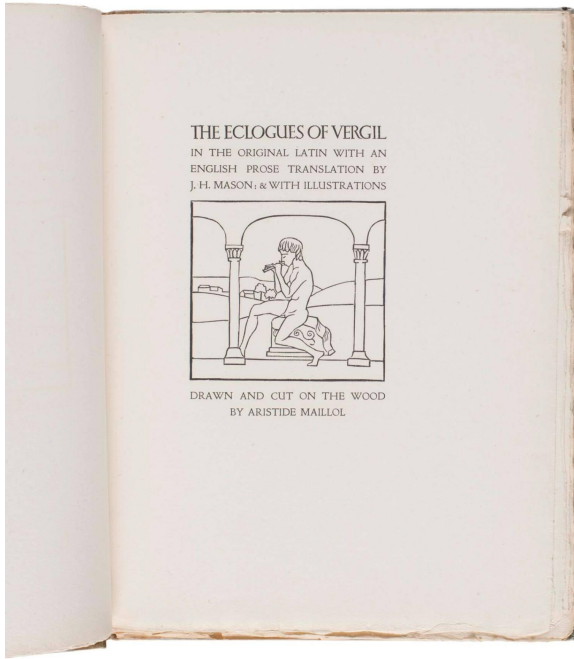 THE ECLOGUES OF VERGIL
IN THE ORIGINAL LATIN WITH AN
ENGLISH PROSE TRANSLATION BY
J. H. MASON: & WITH ILLUSTRATIONS
DRAWN AND CUT ON THE WOOD
BY ARISTIDE MAILLOL